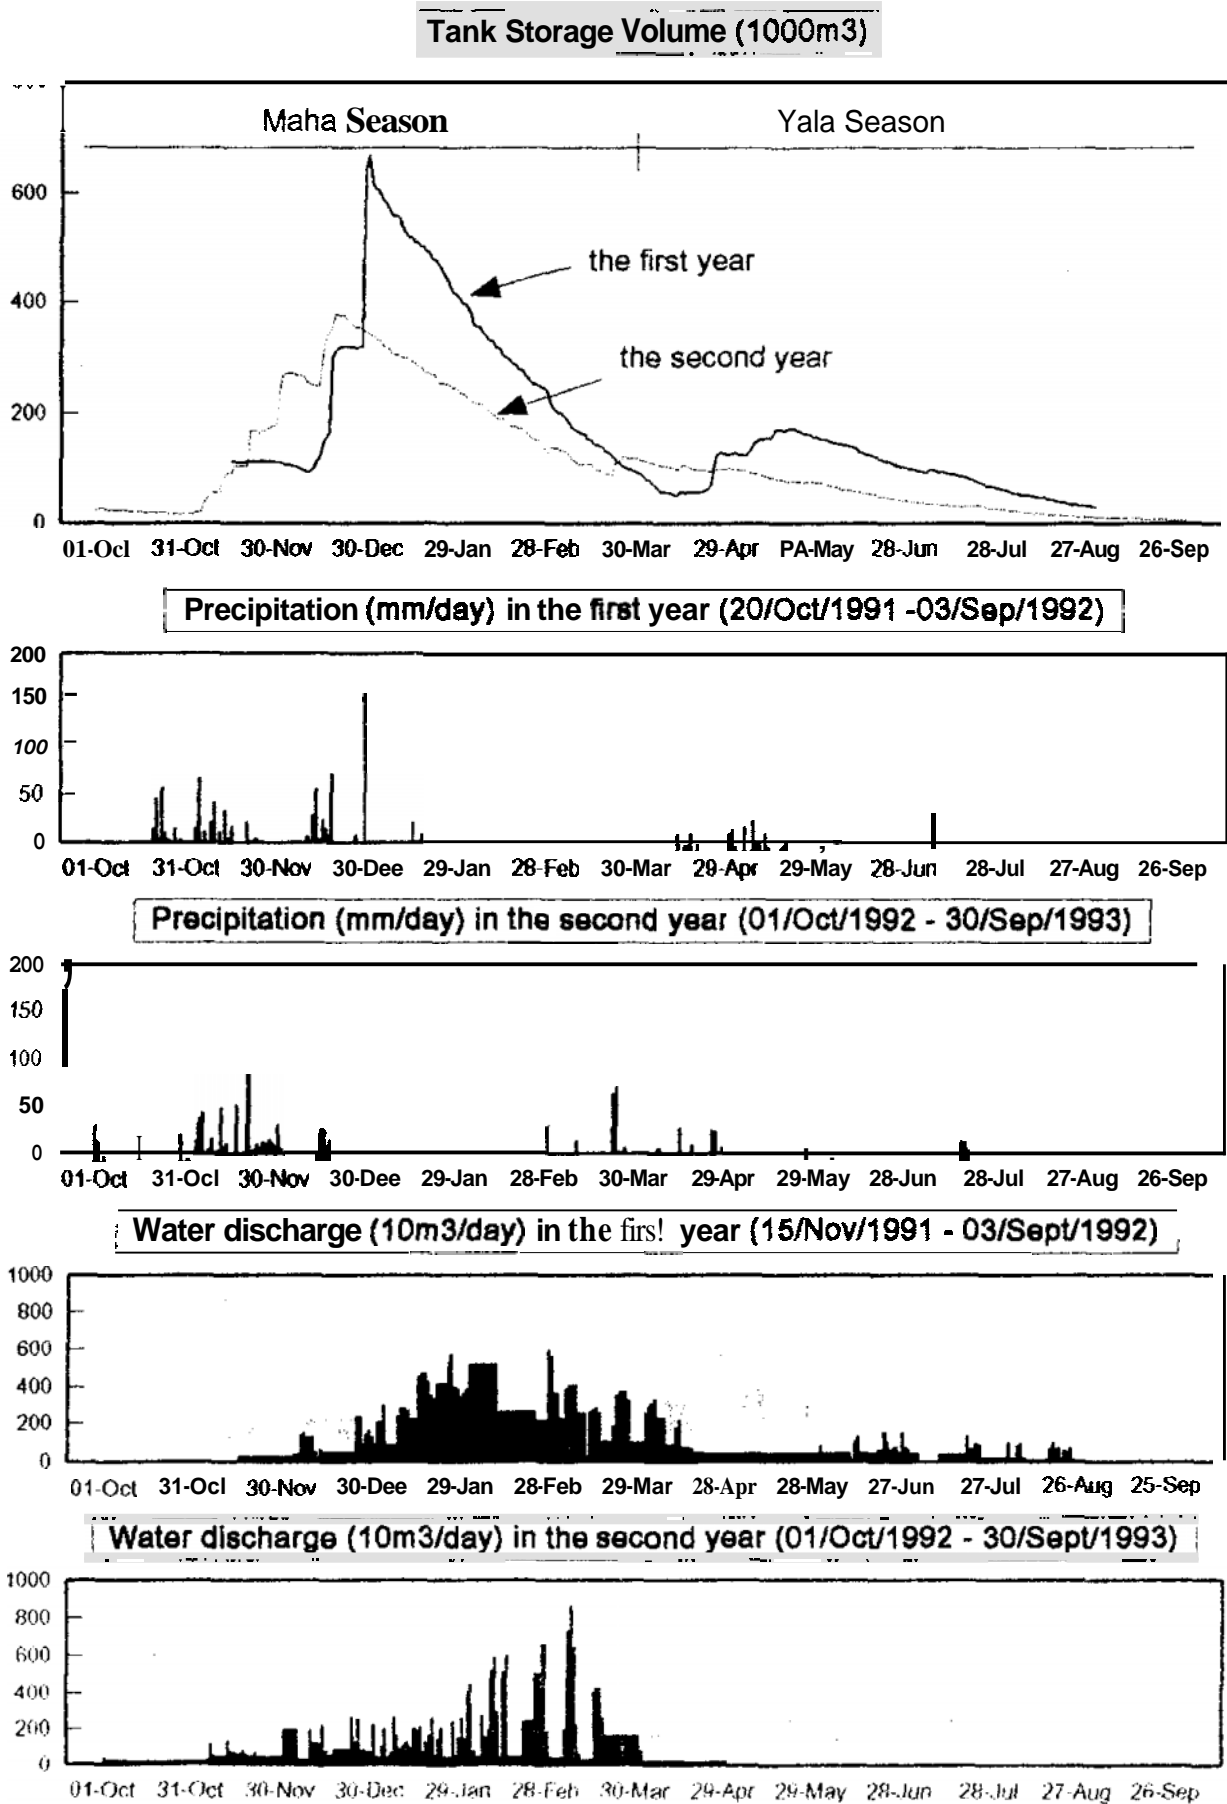 Tank Storage Volume (1000m3)
Maha Season Yala Season
600
the first year
400
the second year
200
0
01-Ocl 31-Oct 30-Nov 30-Dec 29-Jan 28-Feb 30-Mar 29-Apr PA-May 28-Jun 28-Jul 27-Aug 26-Sep
Precipitation (mm/day) in the first year (20/Oct/1991 -03/Sep/1992)
200
150
100
50
0
01-Oct 31-Oct 30-Nov 30-Dee 29-Jan 28-Feb 30-Mar 29-Apr 29-May 28-Jun 28-Jul 27-Aug 26-Sep
Precipitation (mm/day) in the second year (01/Oct/1992 - 30/Sep/1993)
200
150
100
50
0
01-Oct 31-Ocl 30-Nov 30-Dee 29-Jan 28-Feb 30-Mar 29-Apr 29-May 28-Jun 28-Jul 27-Aug 26-Sep
Water discharge (10m3/day) in the firs! year (15/Nov/1991 - 03/Sept/1992)
1000
800
600
400
200
0
01-Oct 31-Ocl 30-Nov 30-Dee 29-Jan 28-Feb 29-Mar 28-Apr 28-May 27-Jun 27-Jul 26-Aug 25-Sep
Water discharge (10m3/day) in the second year (01/Oct/1992 - 30/Sept/1993)
1000
800
600
400
200
0
01-Oct 31-Oct 30-Nov 30-Dec 29-Jan 28-Feb 30-Mar 29-Apr 29-May 28-Jun 28-Jul 27-Aug 26-Sep